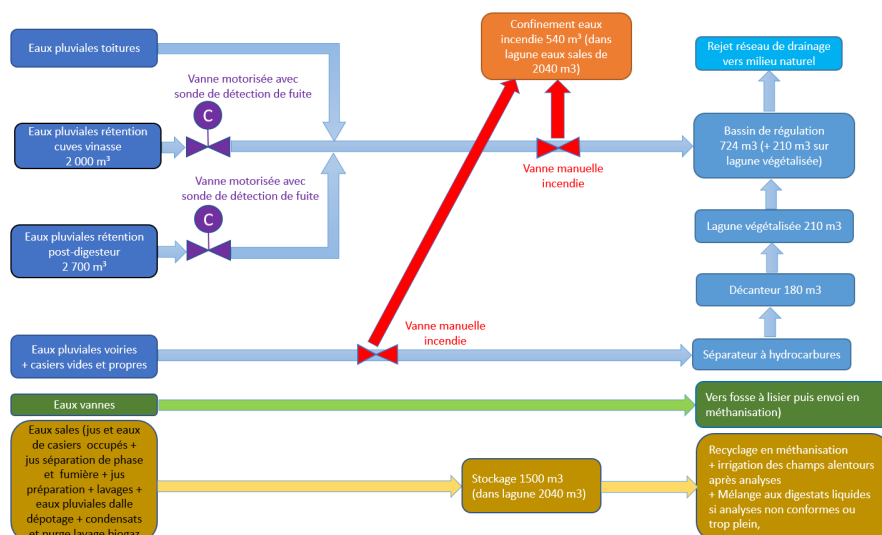 Eaux pluviales toitures
Confinement eaux
incendie 540 m³ (dans
lagune eaux sales de
2040 m3)
Rejet réseau de drainage
vers milieu naturel
Vanne motorisée avec
sonde de détection de fuite
C
Eaux pluviales rétention
cuves vinasse
2 000 m³
Vanne manuelle
incendie
Bassin de régulation
724 m3 (+ 210 m3 sur
lagune végétalisée)
Vanne motorisée avec
sonde de détection de fuite
C
Eaux pluviales rétention
post-digesteur
2 700 m³
Lagune végétalisée 210 m3
Décanteur 180 m3
Vanne manuelle
incendie
Eaux pluviales voiries
+ casiers vides et propres
Séparateur à hydrocarbures
Eaux vannes
Vers fosse à lisier puis envoi en
méthanisation)
Eaux sales (jus et eaux
de casiers occupés +
jus séparation de phase
et fumière + jus
préparation + lavages +
eaux pluviales dalle
dépotage + condensats
et purge lavage biogaz
Stockage 1500 m3
(dans lagune 2040 m3)
Recyclage en méthanisation
+ irrigation des champs alentours
après analyses
+ Mélange aux digestats liquides
si analyses non conformes ou
trop plein,